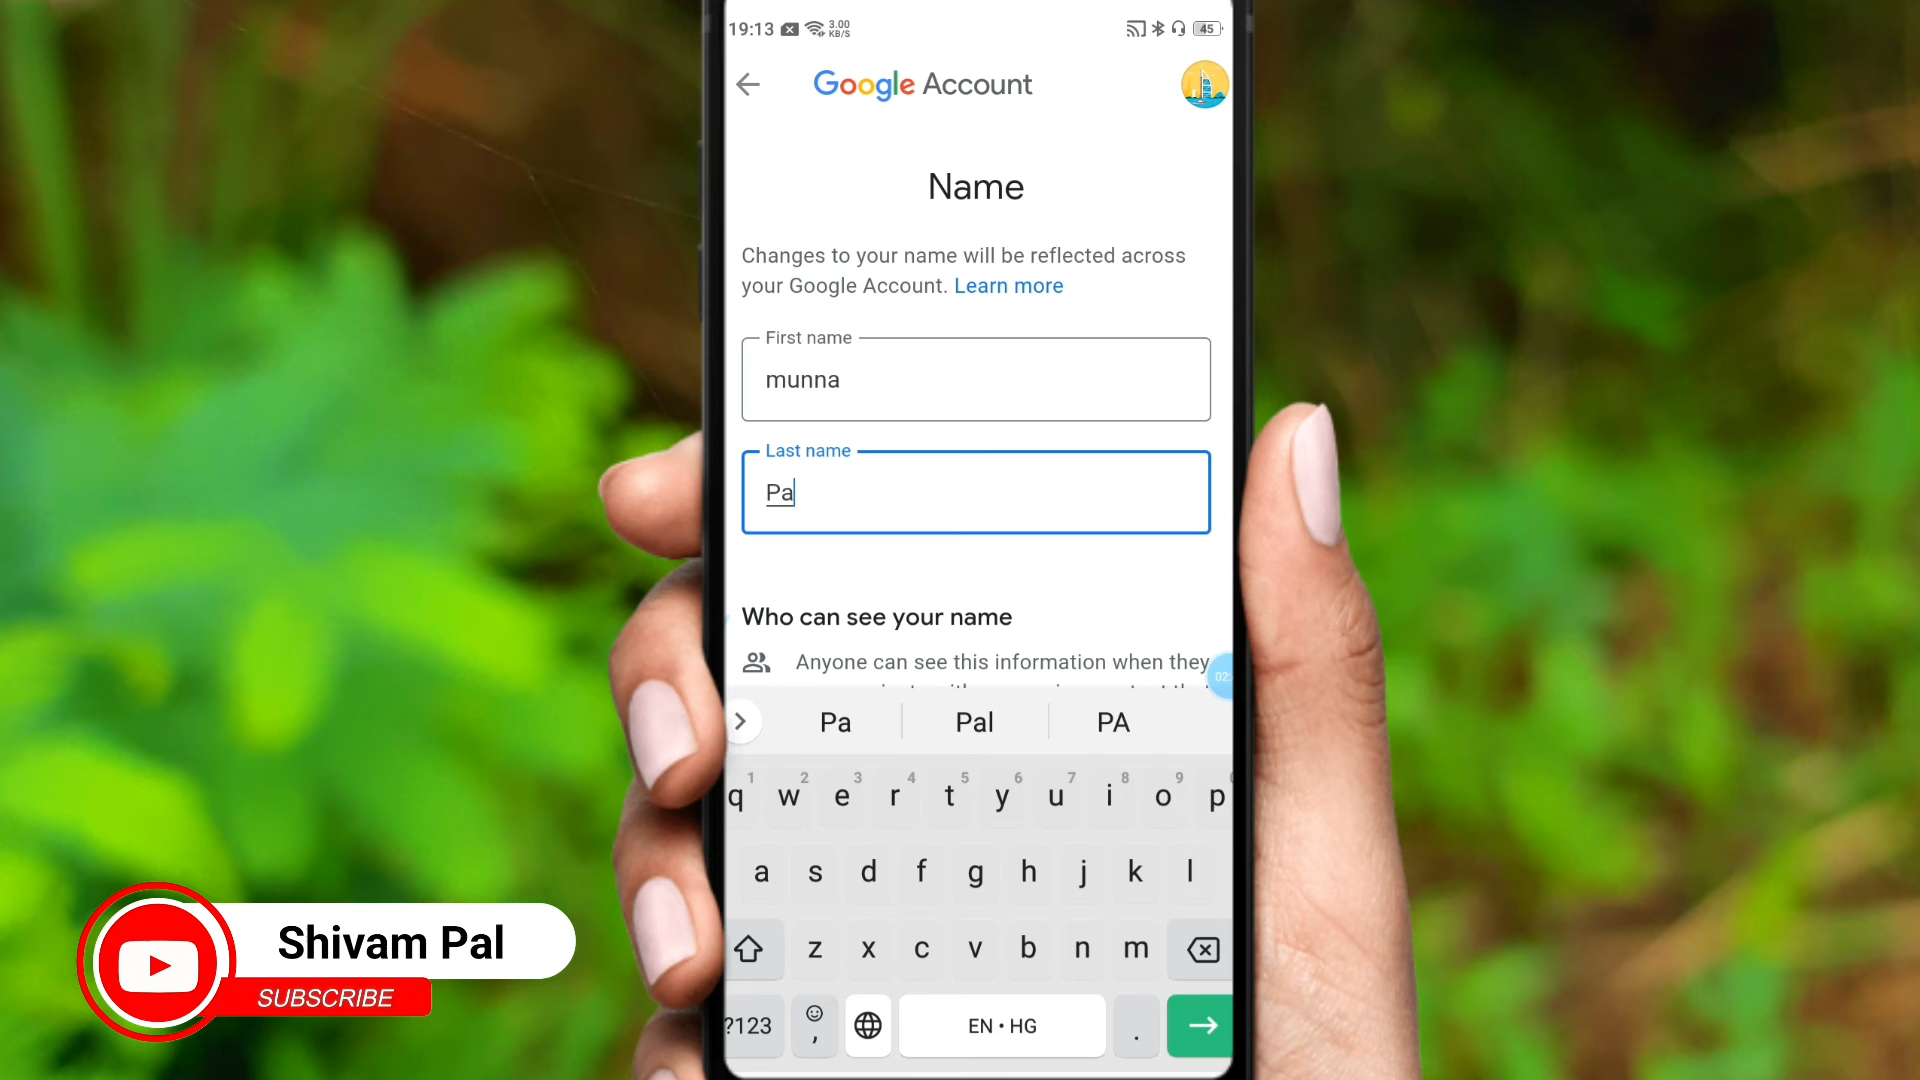 19:13 3.00 KB/S 45
Google Account
Name
Changes to your name will be reflected across
your Google Account. Learn more
First name
munna
Last name
Pa
Who can see your name
Anyone can see this information when they
02:
Pa Pal PA
1 2 3 4 5 6 7 8 9
q w e r t y u i o p
a s d f g h j k l
z x c v b n m
?123 , EN • HG .
Shivam Pal
SUBSCRIBE